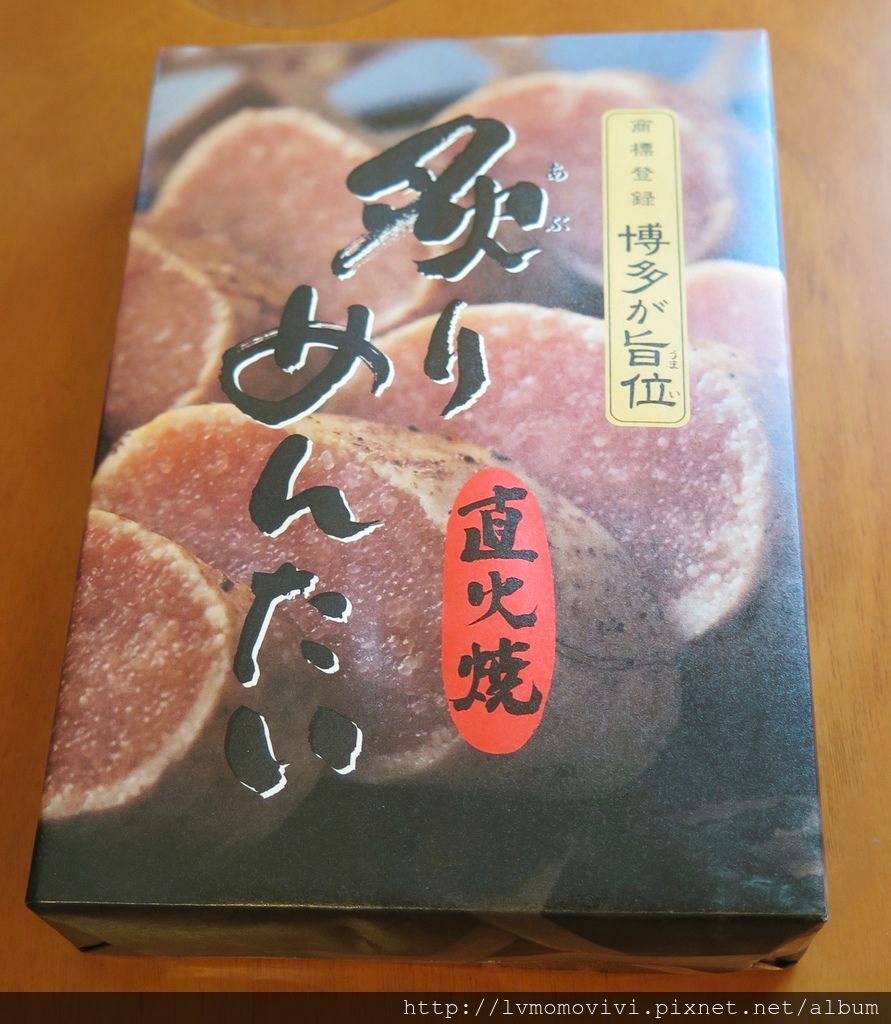 商標登録 博多が旨位
うまい
炙り
あぶ
めんたい
直火焼
http://lvmomovivi.pixnet.net/album